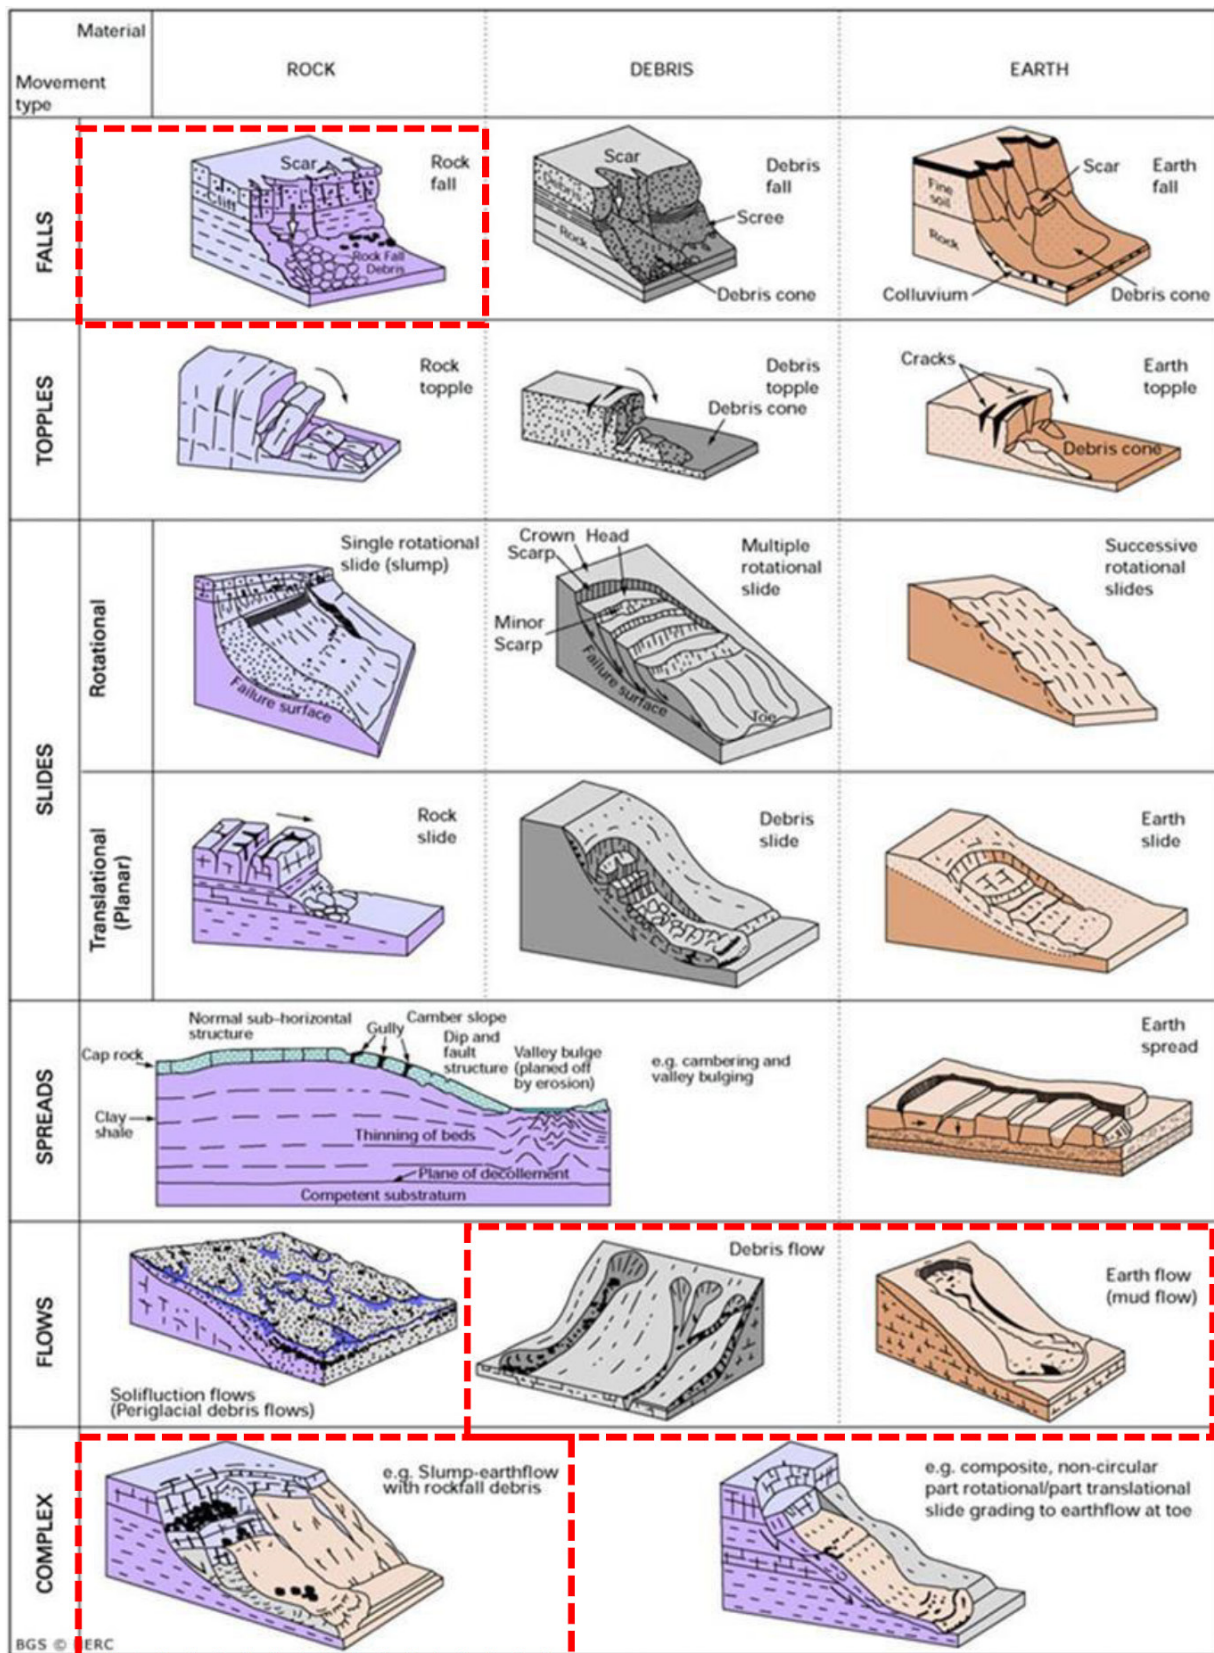 Material
Movement
type
ROCK
DEBRIS
EARTH
FALLS
Scar
Rock
fall
Cliff
Rock Fall
Debris
Scar
Debris
fall
Debris
Scree
Rock
Debris cone
Scar
Earth
fall
Fine
soil
Rock
Colluvium
Debris cone
TOPPLES
Rock
topple
Debris
topple
Debris cone
Cracks
Earth
topple
Debris cone
SLIDES
Rotational
Single rotational
slide (slump)
Failure surface
Crown Head
Scarp
Multiple
rotational
slide
Minor
Scarp
Failure surface
Toe
Successive
rotational
slides
Translational
(Planar)
Rock
slide
Debris
slide
Earth
slide
SPREADS
Normal sub-horizontal
structure
Gully
Camber slope
Dip and
fault
structure
Valley bulge
(planed off
by erosion)
Cap rock
Clay
shale
Thinning of beds
Plane of decollement
Competent substratum
e.g. cambering and
valley bulging
Earth
spread
FLOWS
Solifluction flows
(Periglacial debris flows)
Debris flow
Earth flow
(mud flow)
COMPLEX
e.g. Slump-earthflow
with rockfall debris
e.g. composite, non-circular
part rotational/part translational
slide grading to earthflow at toe
BGS ©